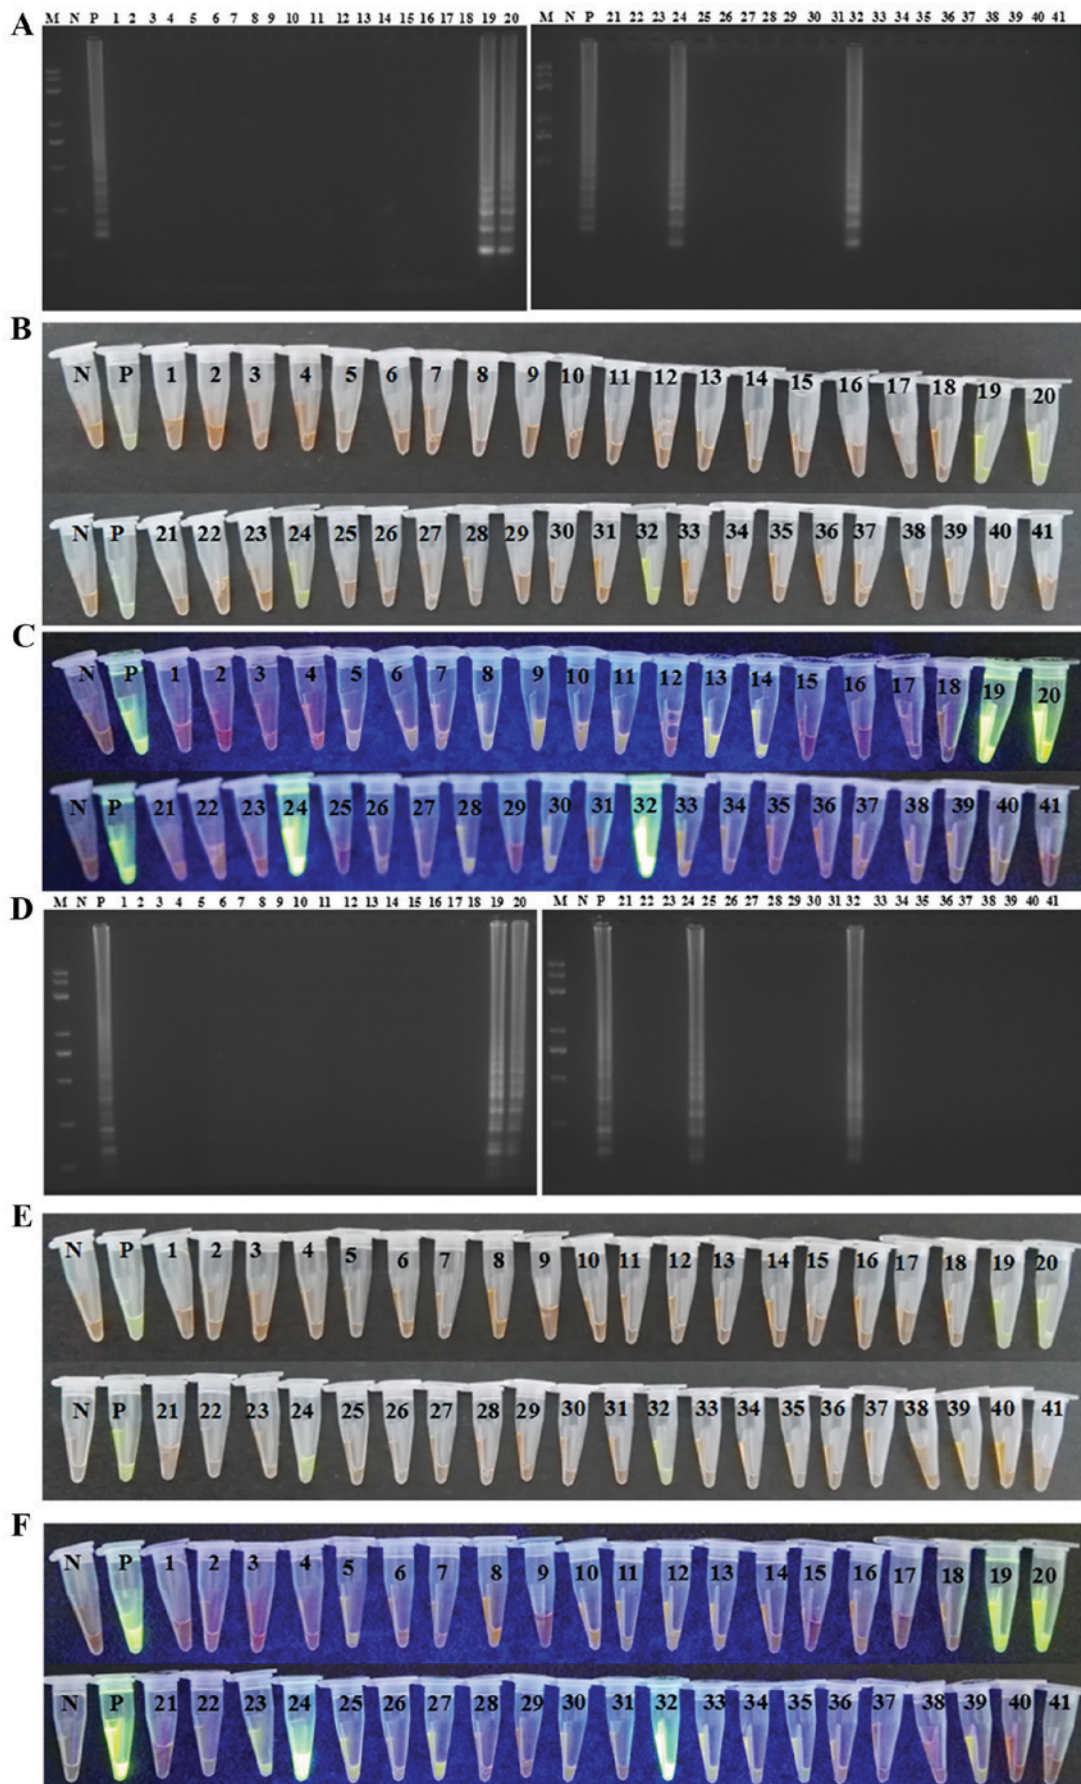 A
M N P 1 2 3 4 5 6 7 8 9 10 11 12 13 14 15 16 17 18 19 20
M N P 21 22 23 24 25 26 27 28 29 30 31 32 33 34 35 36 37 38 39 40 41
B
N P 1 2 3 4 5 6 7 8 9 10 11 12 13 14 15 16 17 18 19 20
N P 21 22 23 24 25 26 27 28 29 30 31 32 33 34 35 36 37 38 39 40 41
C
N P 1 2 3 4 5 6 7 8 9 10 11 12 13 14 15 16 17 18 19 20
N P 21 22 23 24 25 26 27 28 29 30 31 32 33 34 35 36 37 38 39 40 41
D
M N P 1 2 3 4 5 6 7 8 9 10 11 12 13 14 15 16 17 18 19 20
M N P 21 22 23 24 25 26 27 28 29 30 31 32 33 34 35 36 37 38 39 40 41
E
N P 1 2 3 4 5 6 7 8 9 10 11 12 13 14 15 16 17 18 19 20
N P 21 22 23 24 25 26 27 28 29 30 31 32 33 34 35 36 37 38 39 40 41
F
N P 1 2 3 4 5 6 7 8 9 10 11 12 13 14 15 16 17 18 19 20
N P 21 22 23 24 25 26 27 28 29 30 31 32 33 34 35 36 37 38 39 40 41